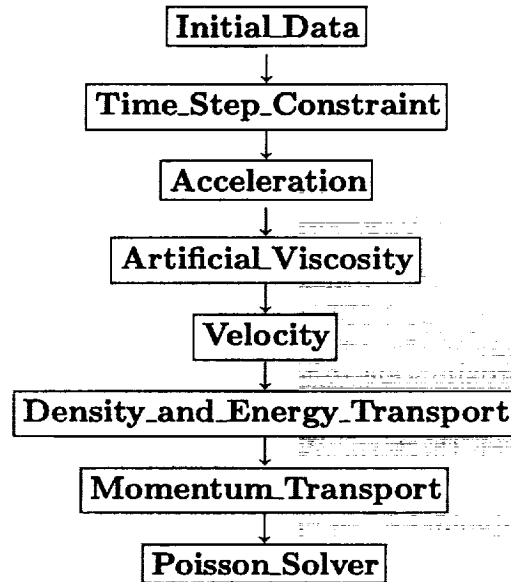 Initial_Data
Time_Step_Constraint
Acceleration
Artificial_Viscosity
Velocity
Density_and_Energy_Transport
Momentum_Transport
Poisson_Solver